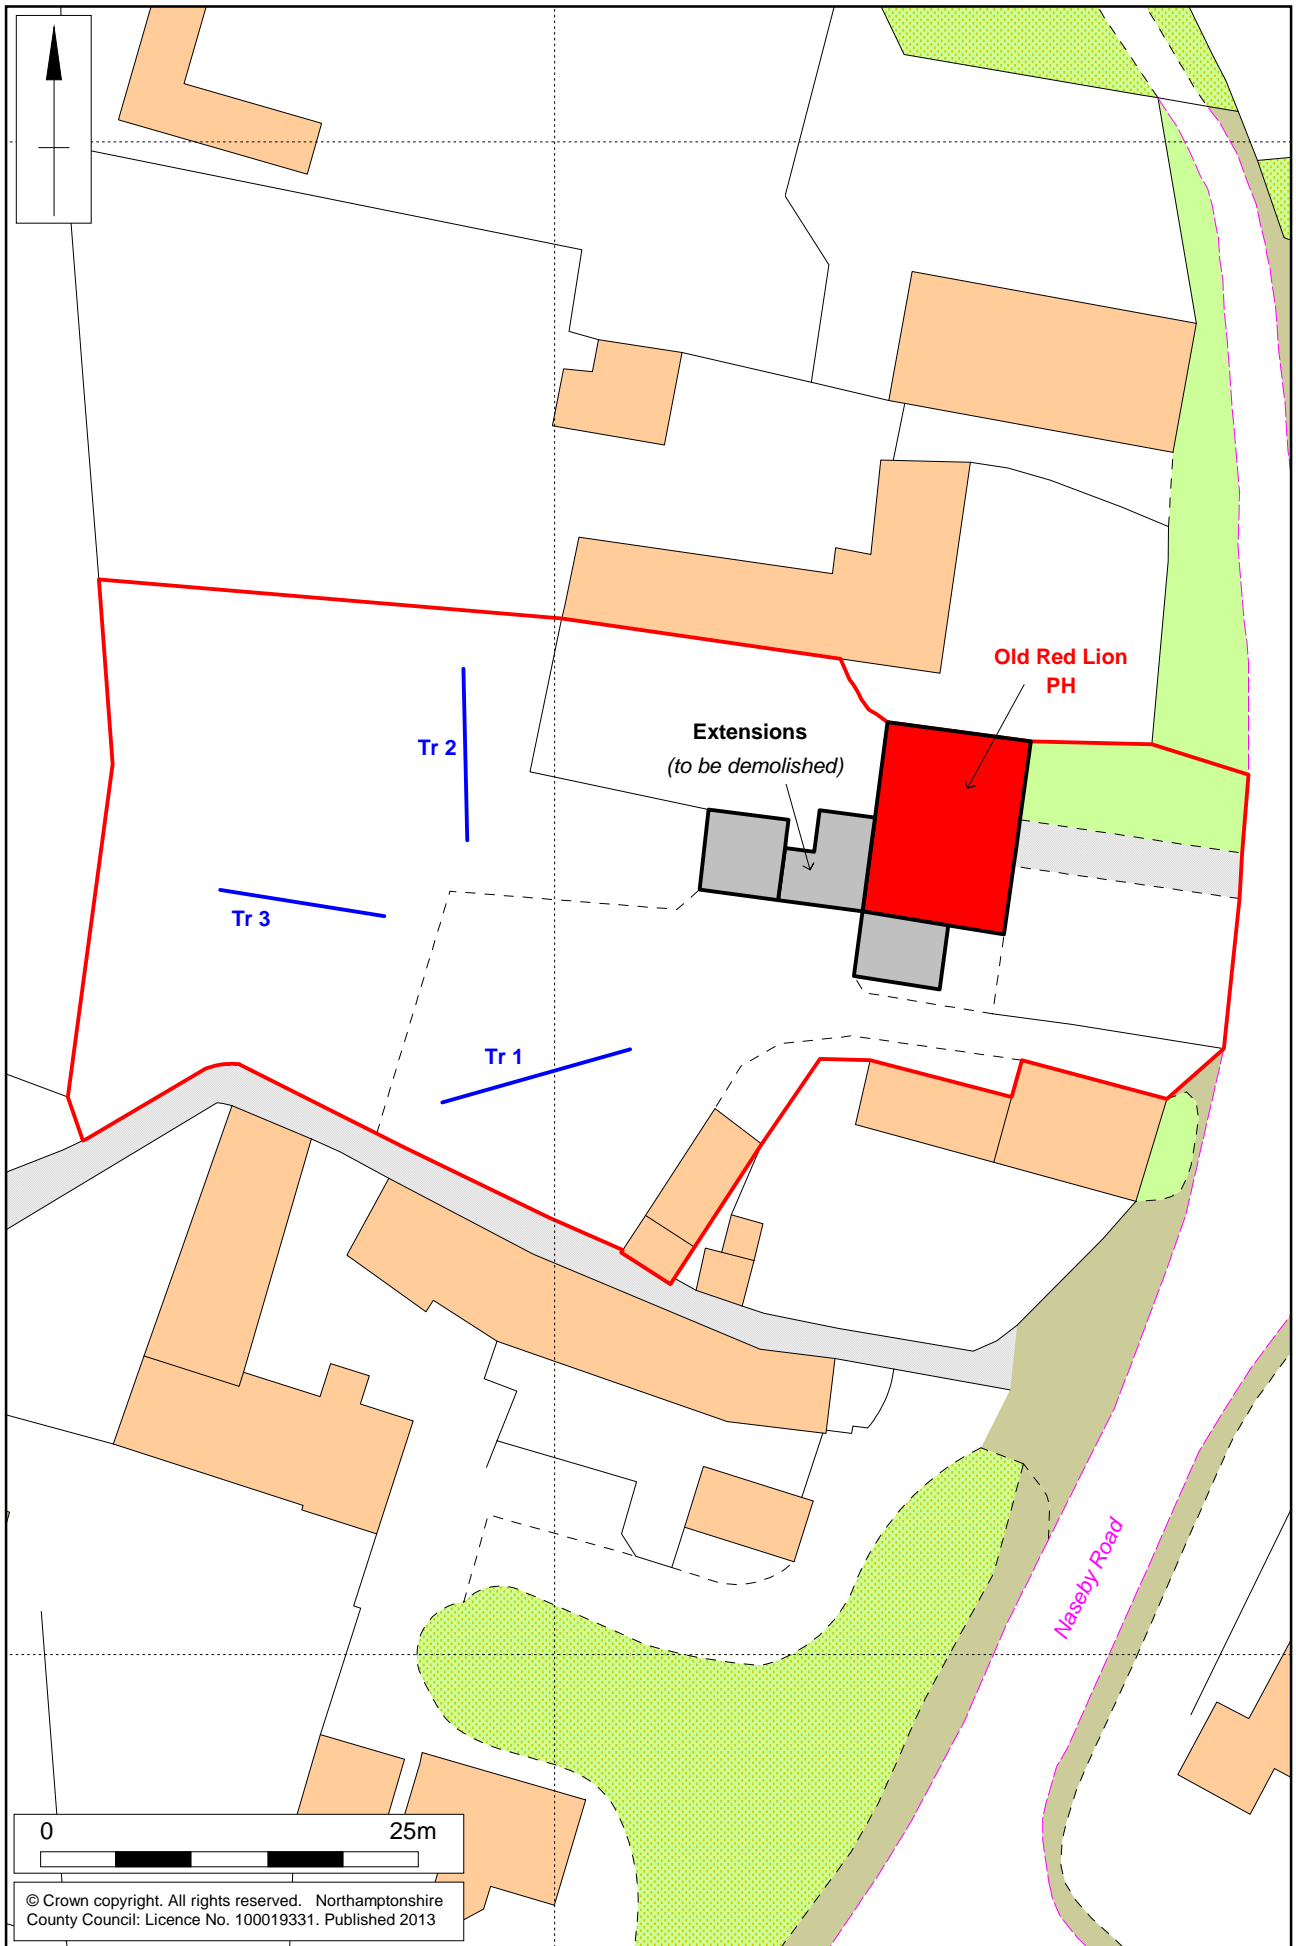 Old Red Lion
PH
Extensions
(to be demolished)
Tr 2
Tr 3
Tr 1
Naseby Road
0 25m
© Crown copyright. All rights reserved. Northamptonshire
County Council: Licence No. 100019331. Published 2013